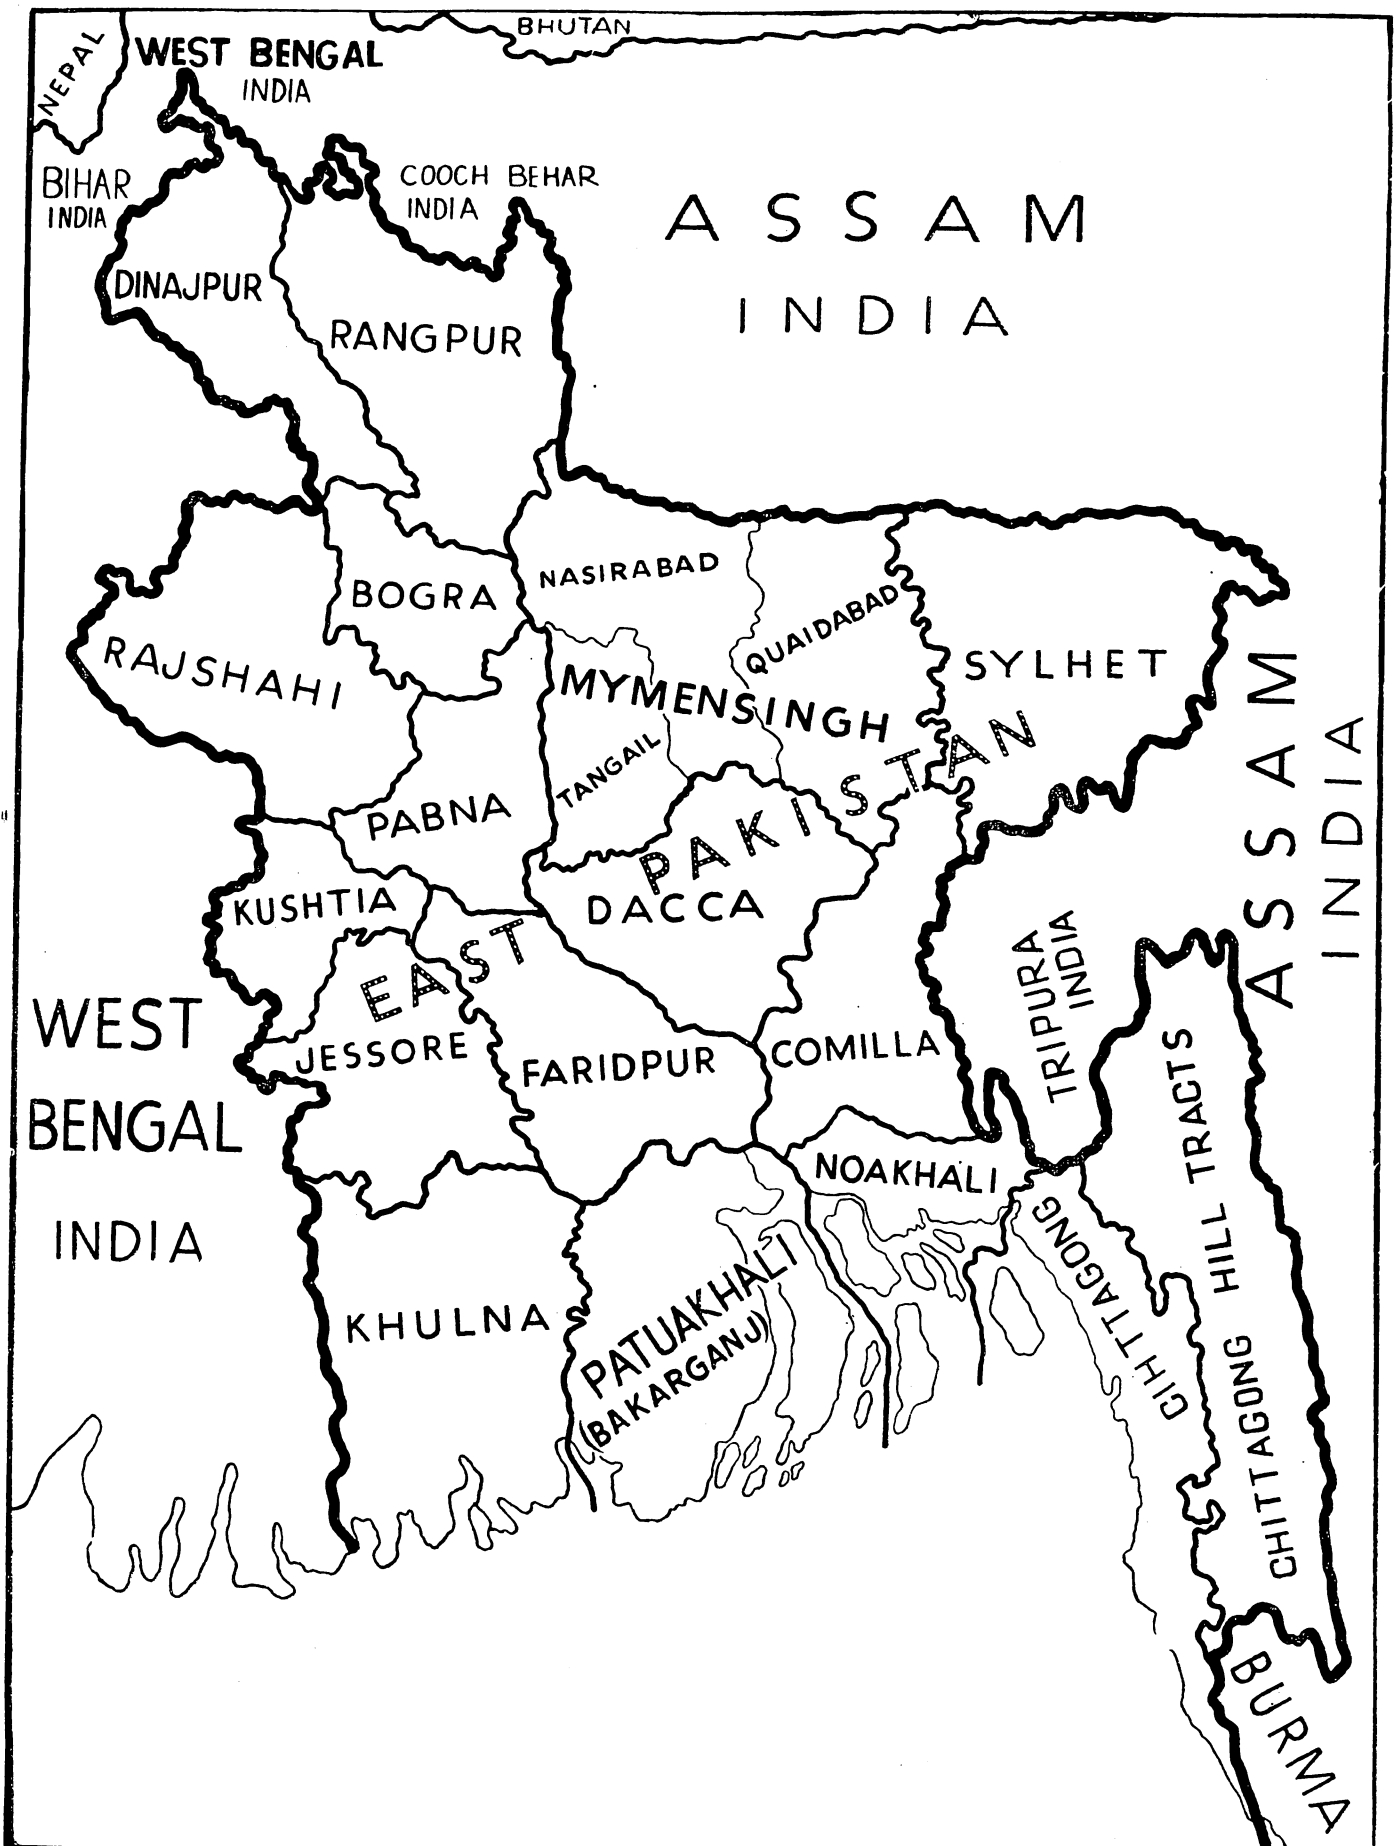 BHUTAN
NEPAL
WEST BENGAL
INDIA
BIHAR
INDIA
COOCH BEHAR
INDIA
ASSAM
INDIA
DINAJPUR
RANGPUR
NASIRABAD
BOGRA
QUAIDABAD
RAJSHAHI
SYLHET
MYMENSINGH
TANGAIL
PABNA
EAST PAKISTAN
KUSHTIA
DACCA
ASSAM
INDIA
WEST
BENGAL
INDIA
JESSORE
FARIDPUR
COMILLA
TRIPURA
INDIA
NOAKHALI
KHULNA
PATUAKHALI
(BAKARGANJ)
CIHTTAGONG
CHITTAGONG HILL TRACTS
BURMA